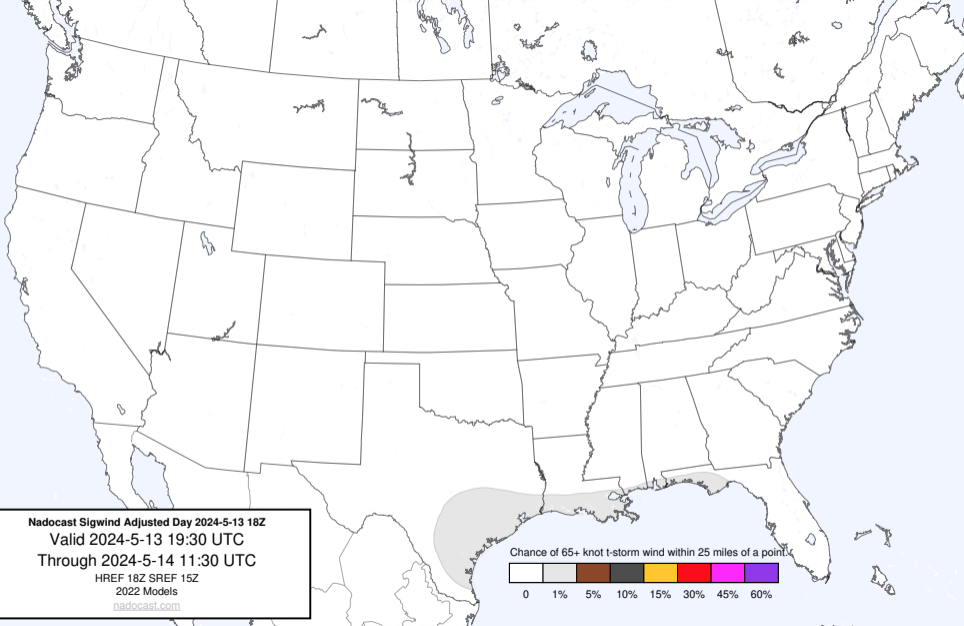 Nadocast Sigwind Adjusted Day 2024-5-13 18Z
Valid 2024-5-13 19:30 UTC
Through 2024-5-14 11:30 UTC
HREF 18Z SREF 15Z
2022 Models
nadocast.com
Chance of 65+ knot t-storm wind within 25 miles of a point.
0 1% 5% 10% 15% 30% 45% 60%